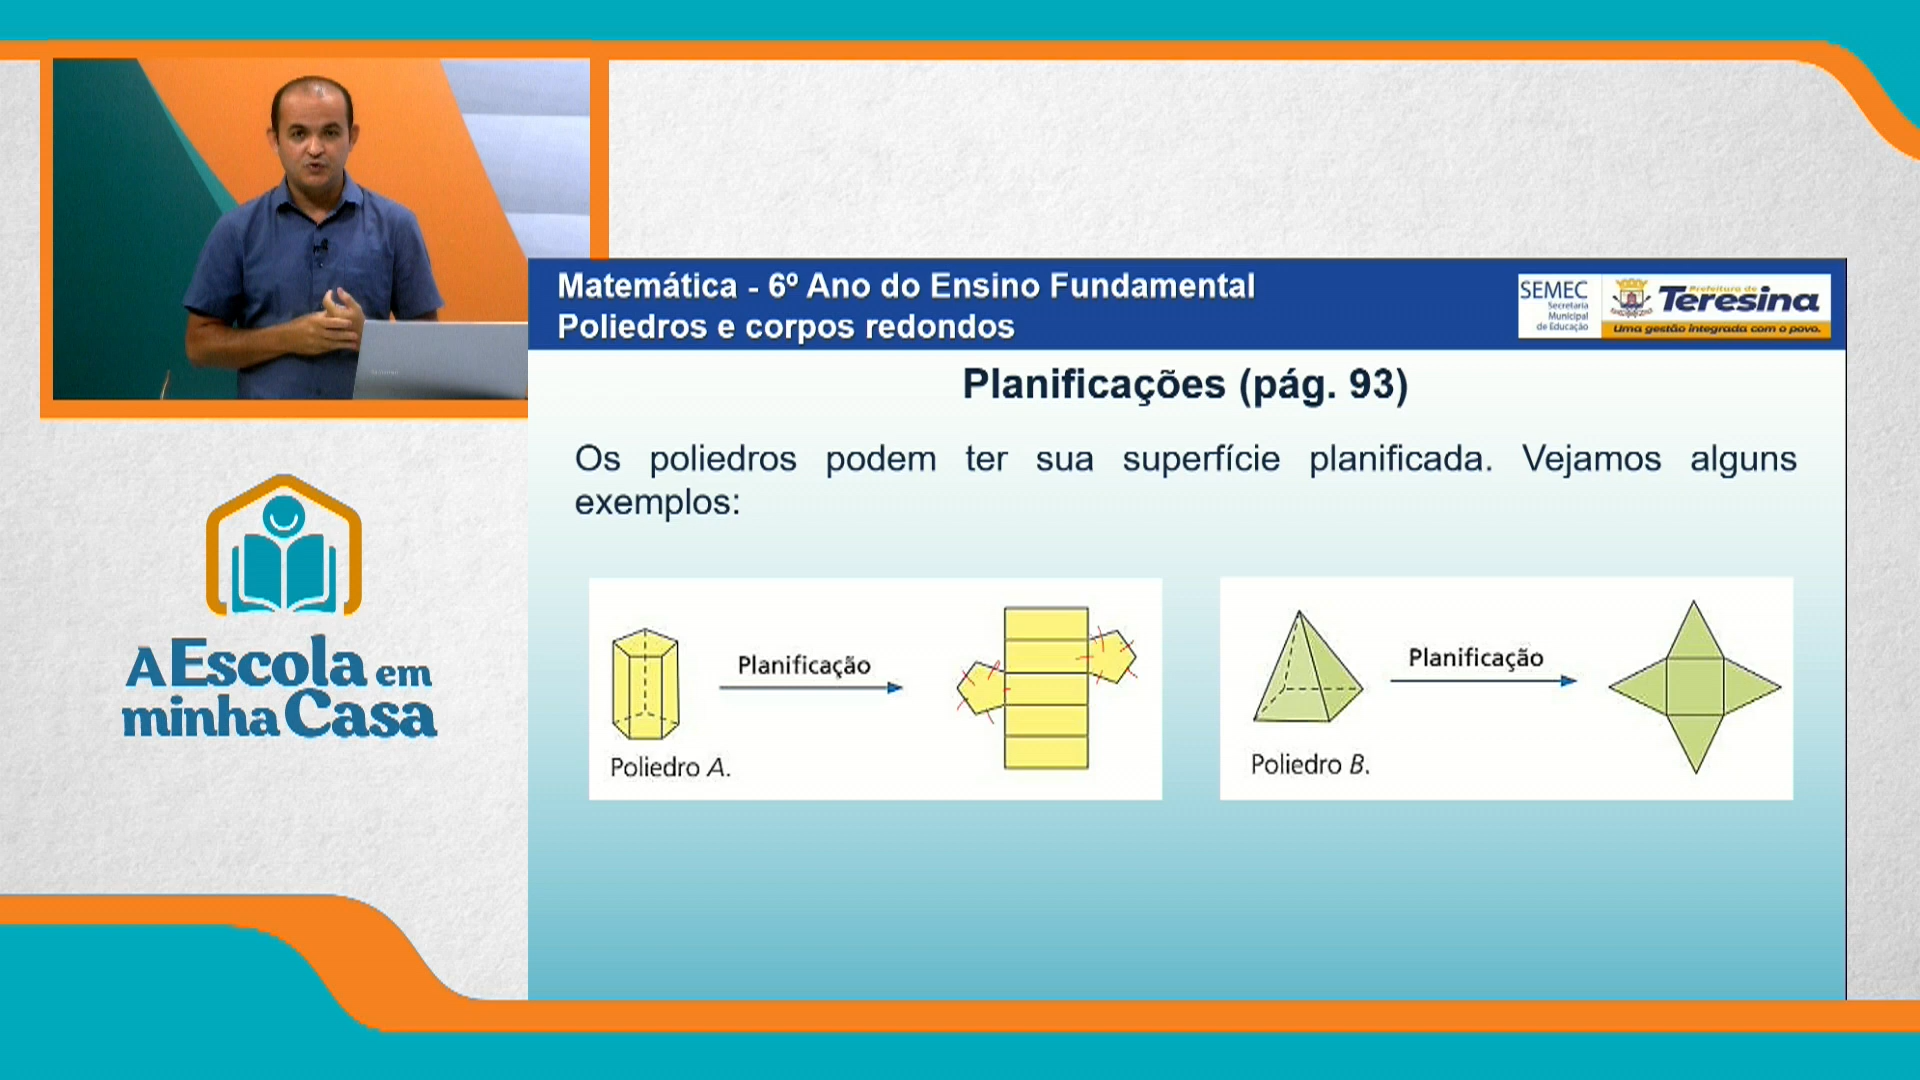 Matemática - 6º Ano do Ensino Fundamental
Poliedros e corpos redondos
SEMEC
Secretaria
Municipal
de Educação
Prefeitura de
Teresina
Uma gestão integrada com o povo.
Planificações (pág. 93)
Os poliedros podem ter sua superfície planificada. Vejamos alguns
exemplos:
Planificação
Poliedro A.
Planificação
Poliedro B.
A Escola em
minha Casa